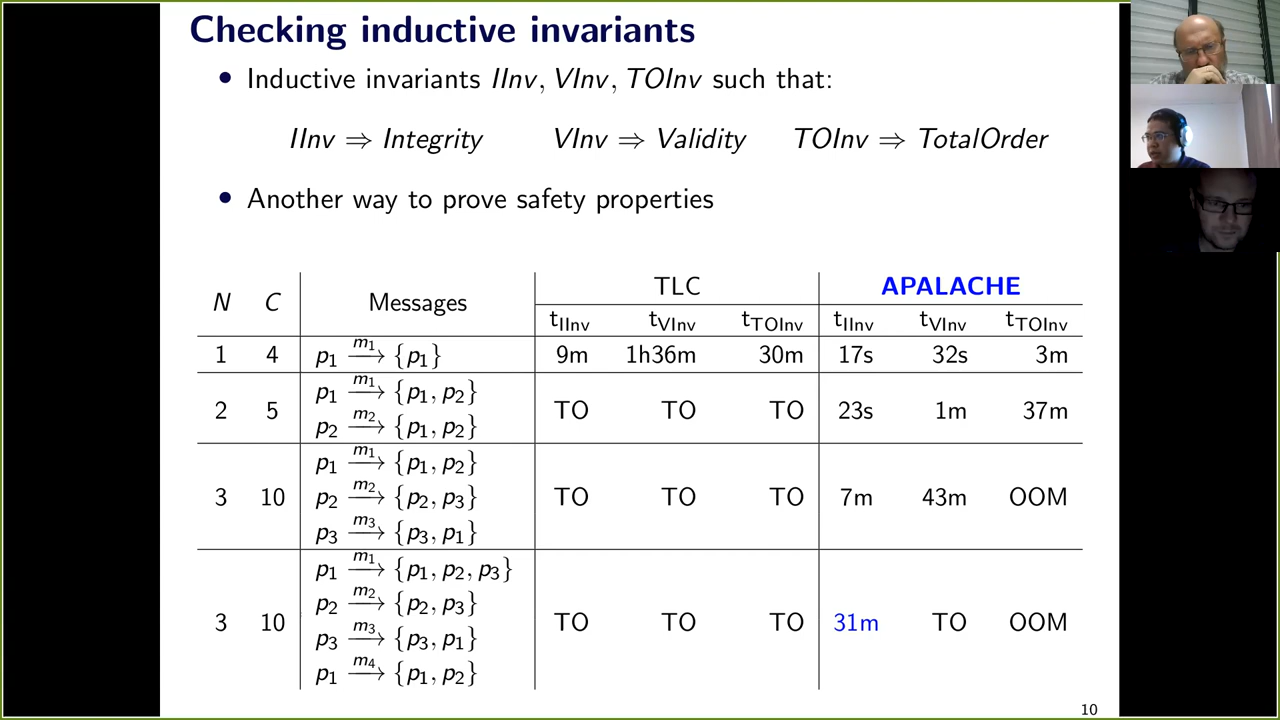 Checking inductive invariants
• Inductive invariants IInv, VInv, TOInv such that:
IInv ⇒ Integrity VInv ⇒ Validity TOInv ⇒ TotalOrder
• Another way to prove safety properties
N C Messages TLC APALACHE
t_IInv t_VInv t_TOInv t_IInv t_VInv t_TOInv
1 4 p₁ —m₁→ {p₁} 9m 1h36m 30m 17s 32s 3m
2 5 p₁ —m₁→ {p₁, p₂} TO TO TO 23s 1m 37m
p₂ —m₂→ {p₁, p₂}
p₁ —m₁→ {p₁, p₂}
3 10 p₂ —m₂→ {p₂, p₃} TO TO TO 7m 43m OOM
p₃ —m₃→ {p₃, p₁}
p₁ —m₁→ {p₁, p₂, p₃}
p₂ —m₂→ {p₂, p₃}
3 10 TO TO TO 31m TO OOM
p₃ —m₃→ {p₃, p₁}
p₁ —m₄→ {p₁, p₂}
10